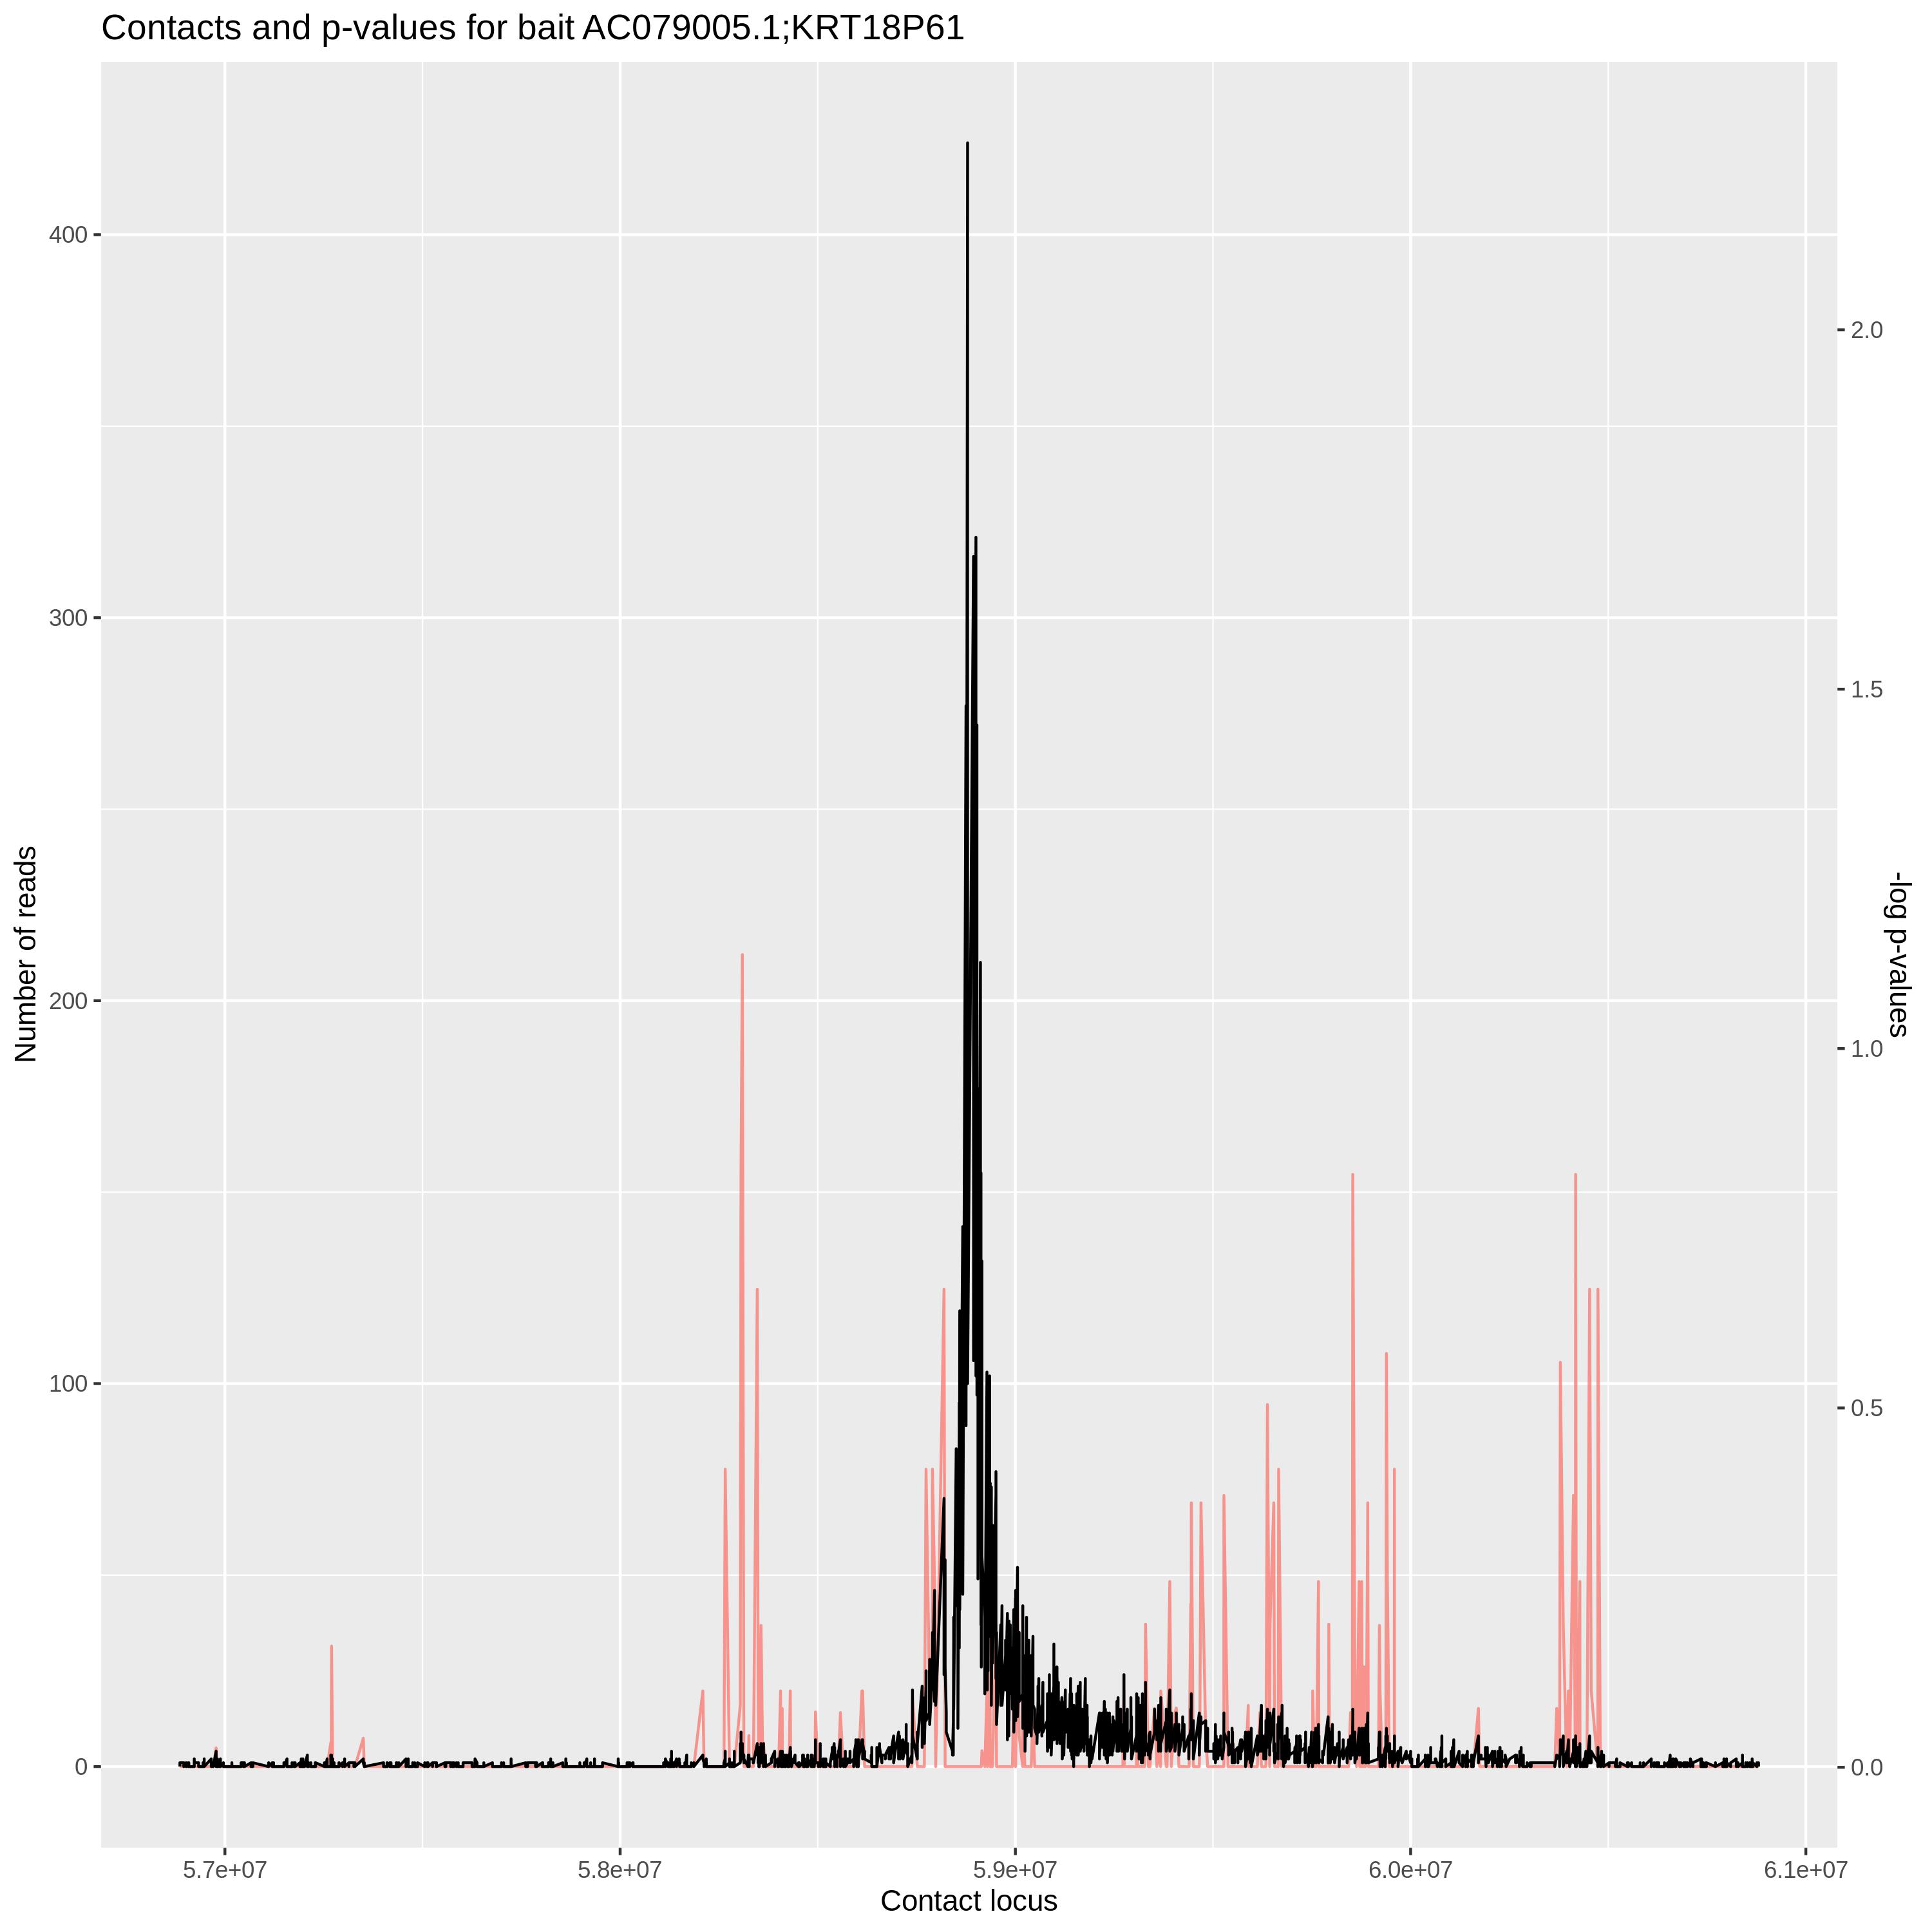 Contacts and p-values for bait AC079005.1;KRT18P61
400
300
200
100
0
Number of reads
2.0
1.5
1.0
0.5
0.0
-log p-values
5.7e+07 5.8e+07 5.9e+07 6.0e+07 6.1e+07
Contact locus